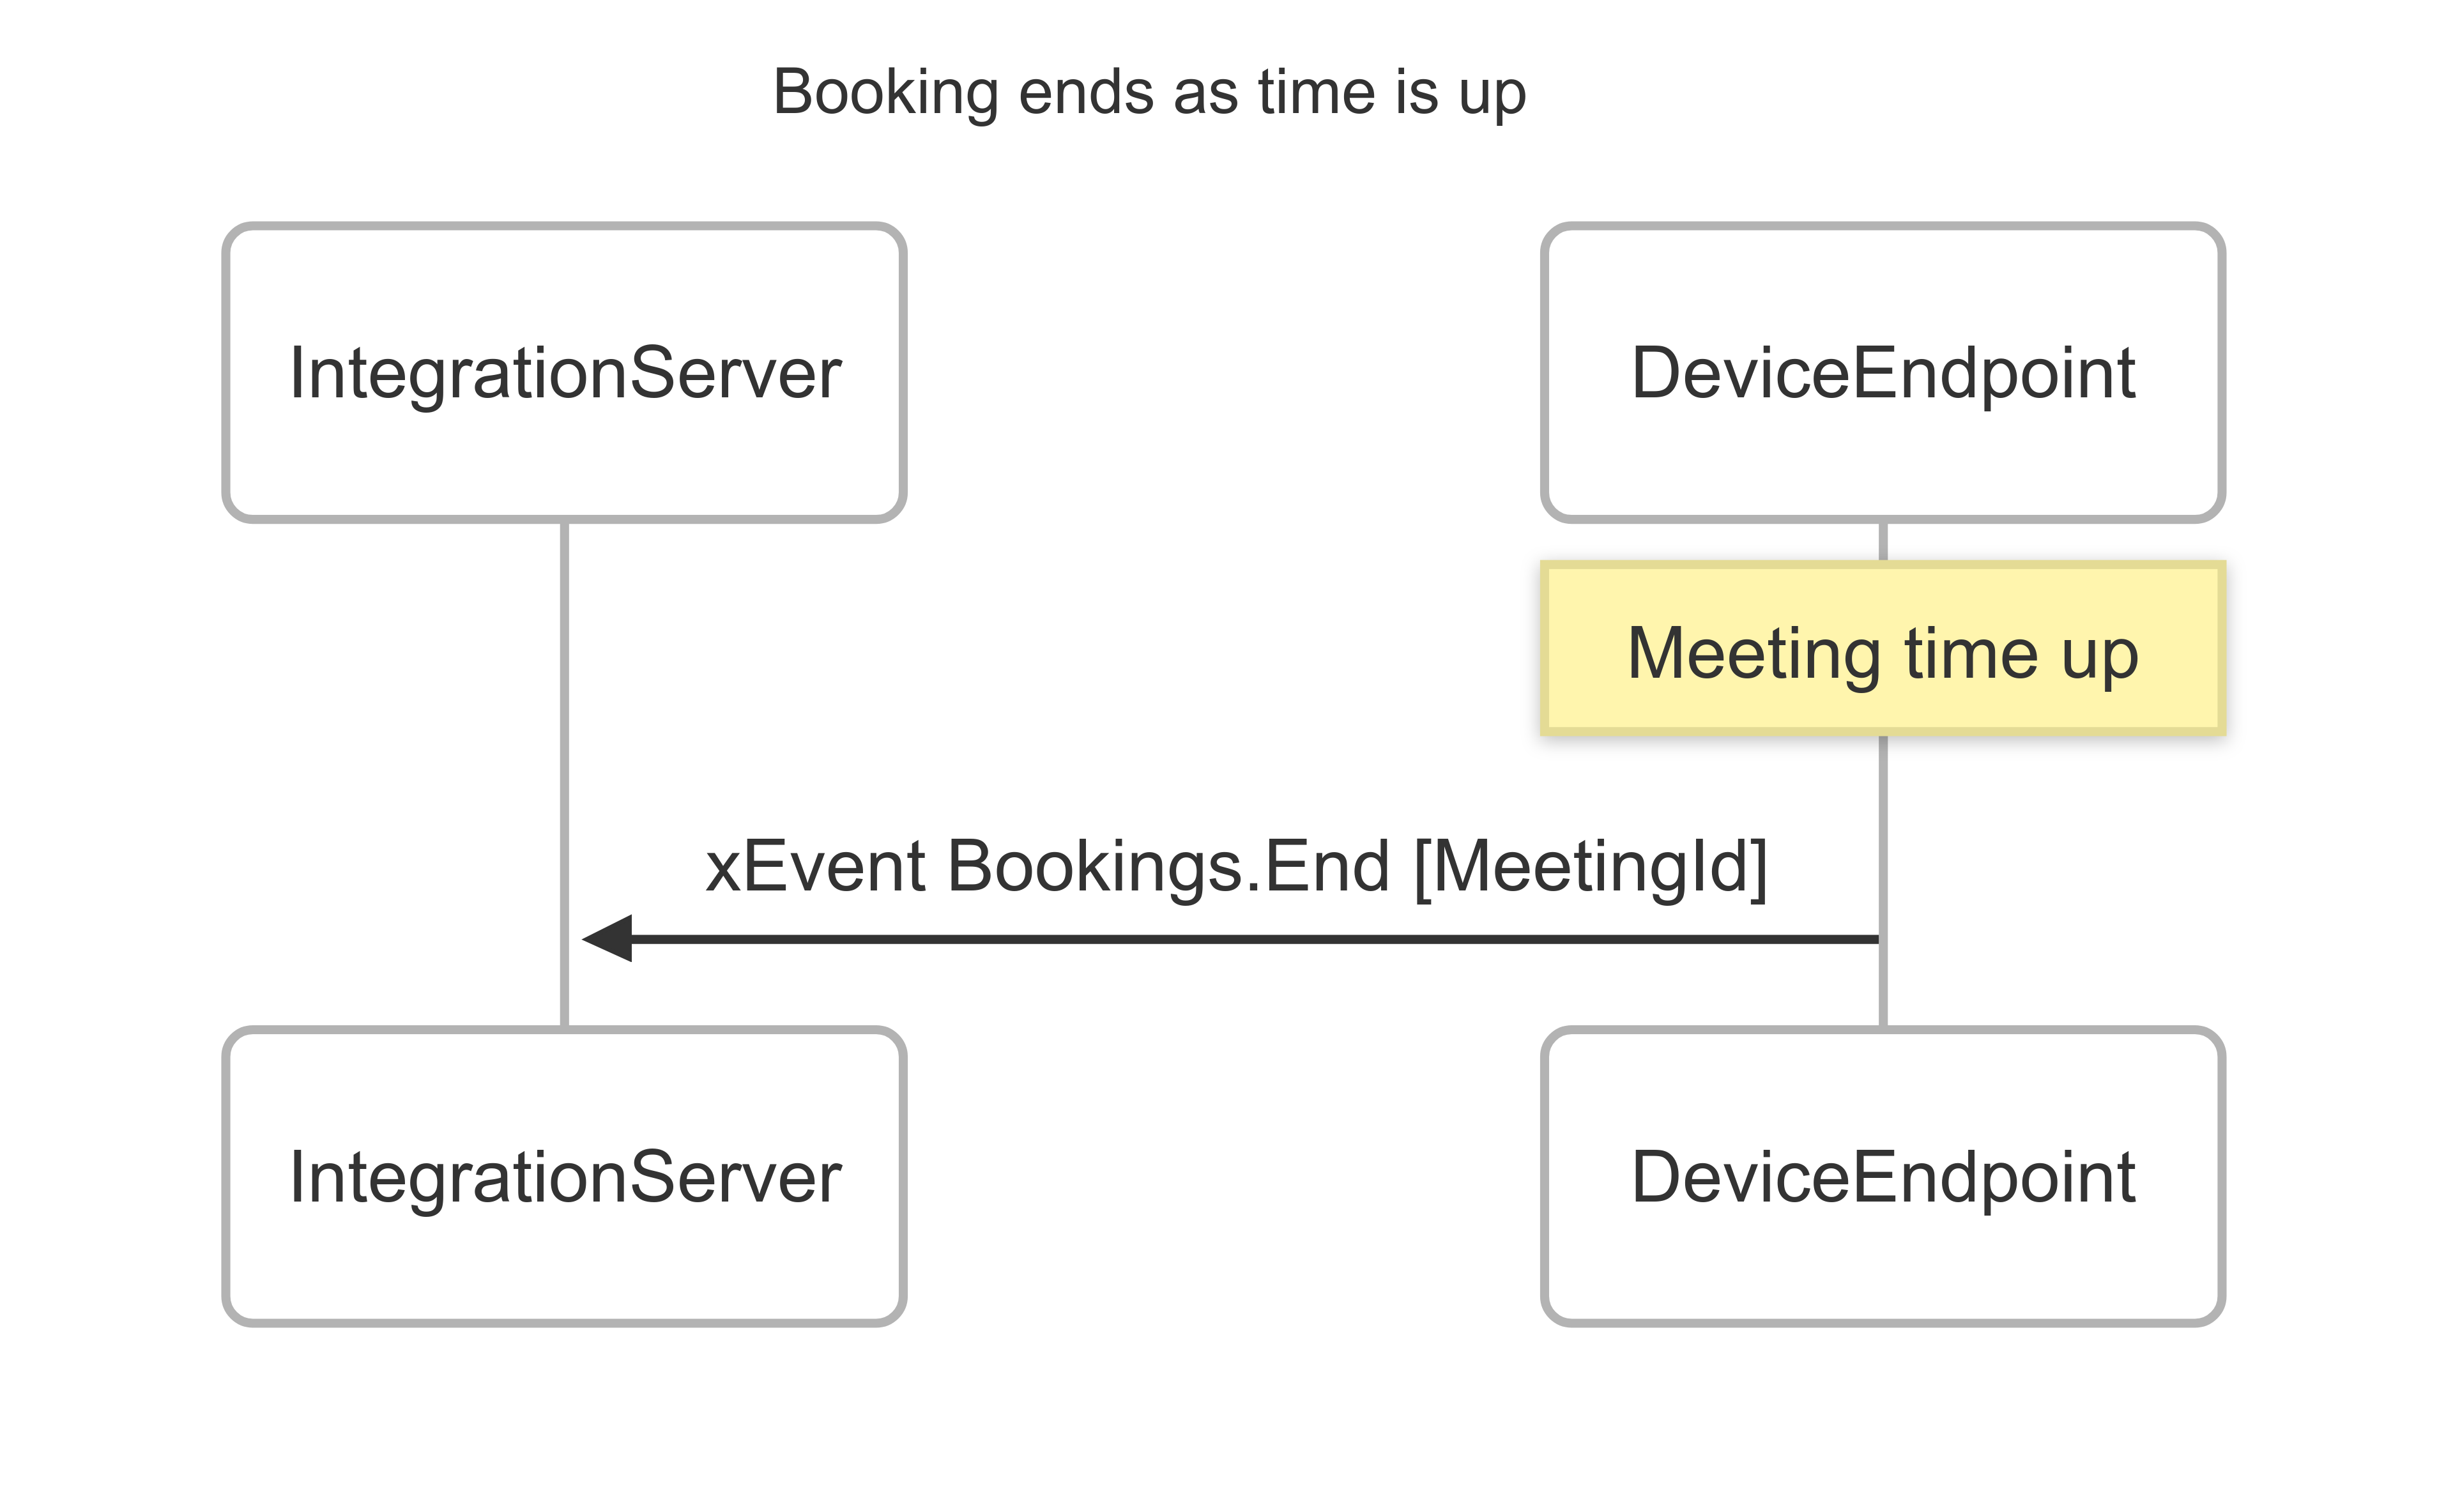 Booking ends as time is up
IntegrationServer
DeviceEndpoint
Meeting time up
xEvent Bookings.End [MeetingId]
IntegrationServer
DeviceEndpoint